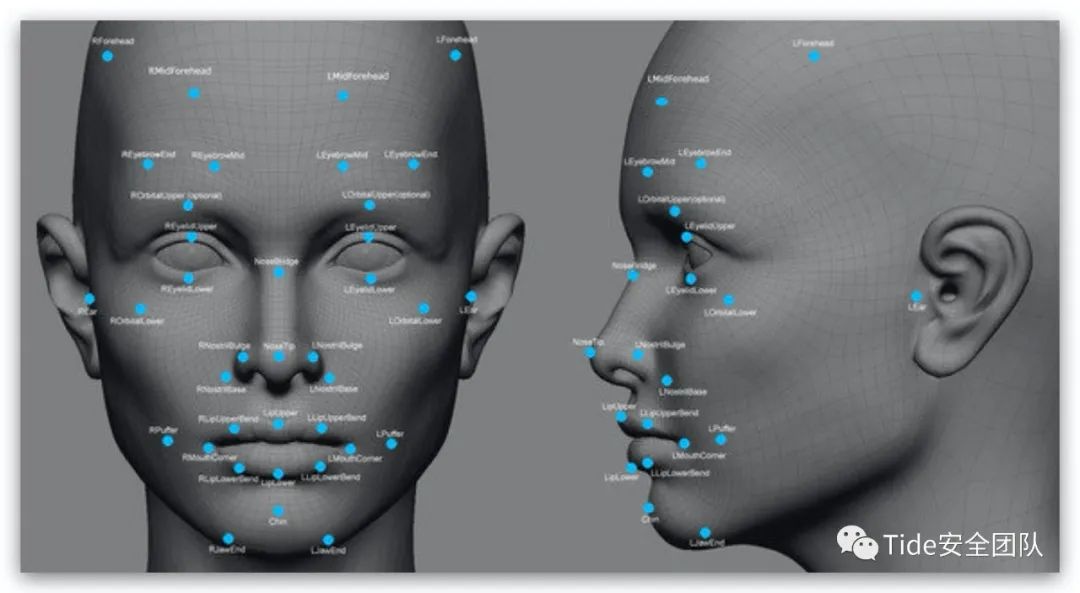 RForehead
LForehead
RMidForehead
LMidForehead
REyebrowEnd
REyebrowMid
LEyebrowMid
LEyebrowEnd
ROrbitalUpper(optional)
LOrbitalUpper(optional)
REyelidUpper
LEyelidUpper
NoseBridge
REyelidLower
LEyelidLower
REar
LEar
ROrbitalLower
LOrbitalLower
RNostrilBulge
NoseTip
LNostrilBulge
RNostrilBase
LNostrilBase
LipUpper
RLipUpperBend
LLipUpperBend
RPuffer
LPuffer
RMouthCorner
LMouthCorner
RLipLowerBend
LipLower
LLipLowerBend
Chin
RJawEnd
LJawEnd
LForehead
LMidForehead
LEyebrowMid
LEyebrowEnd
LOrbitalUpper(optional)
LEyelidUpper
NoseBridge
LEyelidLower
LOrbitalLower
LEar
NoseTip
LNostrilBulge
LNostrilBase
LipUpper
LLipUpperBend
LPuffer
LMouthCorner
LipLower
LLipLowerBend
Chin
LJawEnd
Tide安全团队